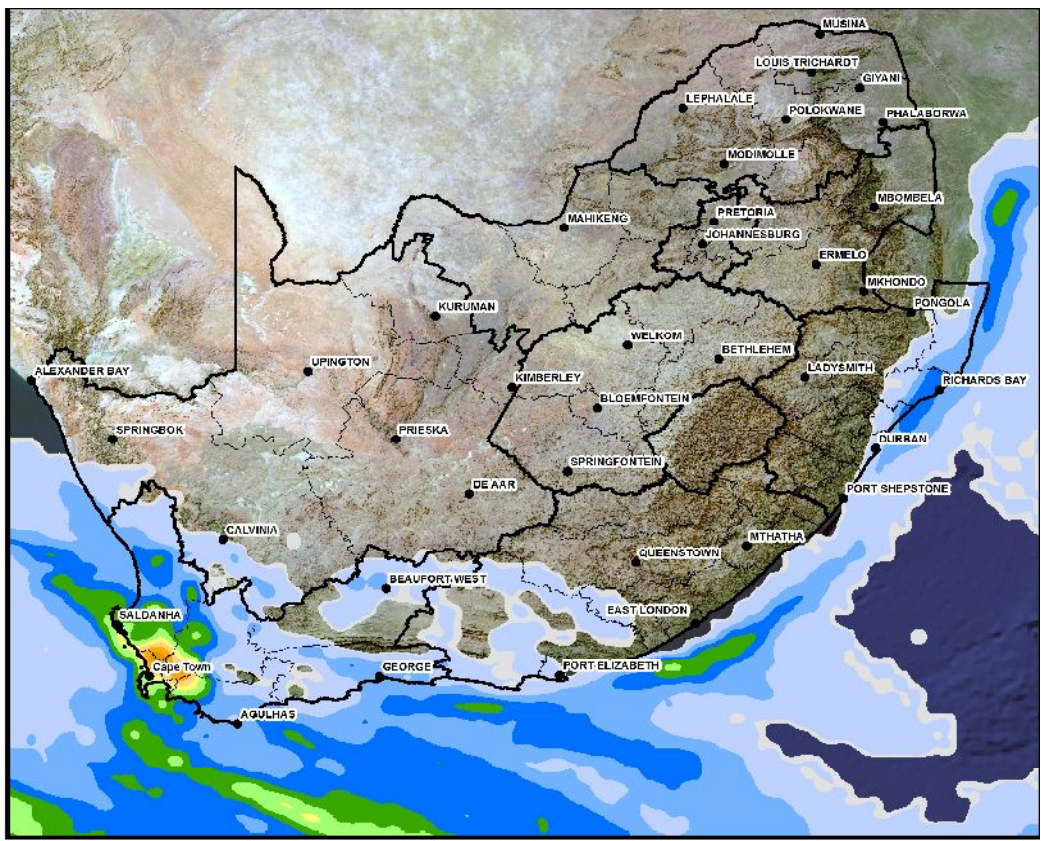 MUSINA
LOUIS TRICHARDT
GIYANI
LEPHALALE
POLOKWANE
PHALABORWA
MODIMOLLE
MBOMBELA
PRETORIA
MAHIKENG
JOHANNESBURG
ERMELO
MKHONDO
PONGOLA
KURUMAN
WELKOM
BETHLEHEM
UPINGTON
LADYSMITH
ALEXANDER BAY
KIMBERLEY
RICHARDS BAY
BLOEMFONTEIN
SPRINGBOK
PRIESKA
DURBAN
SPRINGFONTEIN
DE AAR
PORT SHEPSTONE
CALVINIA
MTHATHA
QUEENSTOWN
BEAUFORT-WEST
EAST LONDON
SALDANHA
Cape Town
GEORGE
PORT ELIZABETH
AGULHAS